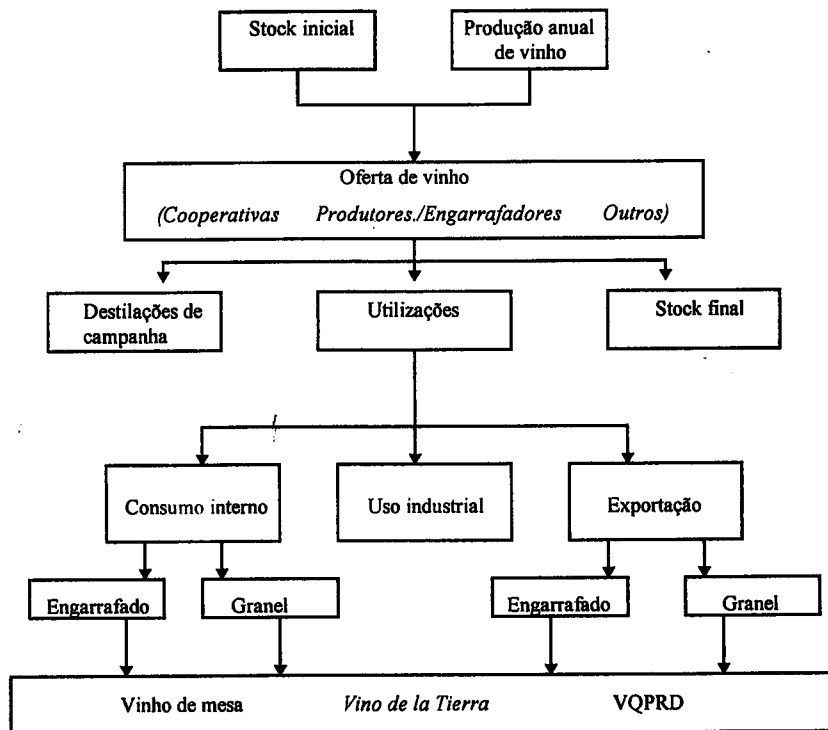 Stock inicial
Produção anual
de vinho
Oferta de vinho
(Cooperativas Produtores./Engarrafadores Outros)
Destilações de
campanha
Utilizações
Stock final
Consumo interno
Uso industrial
Exportação
Engarrafado
Granel
Engarrafado
Granel
Vinho de mesa Vino de la Tierra VQPRD